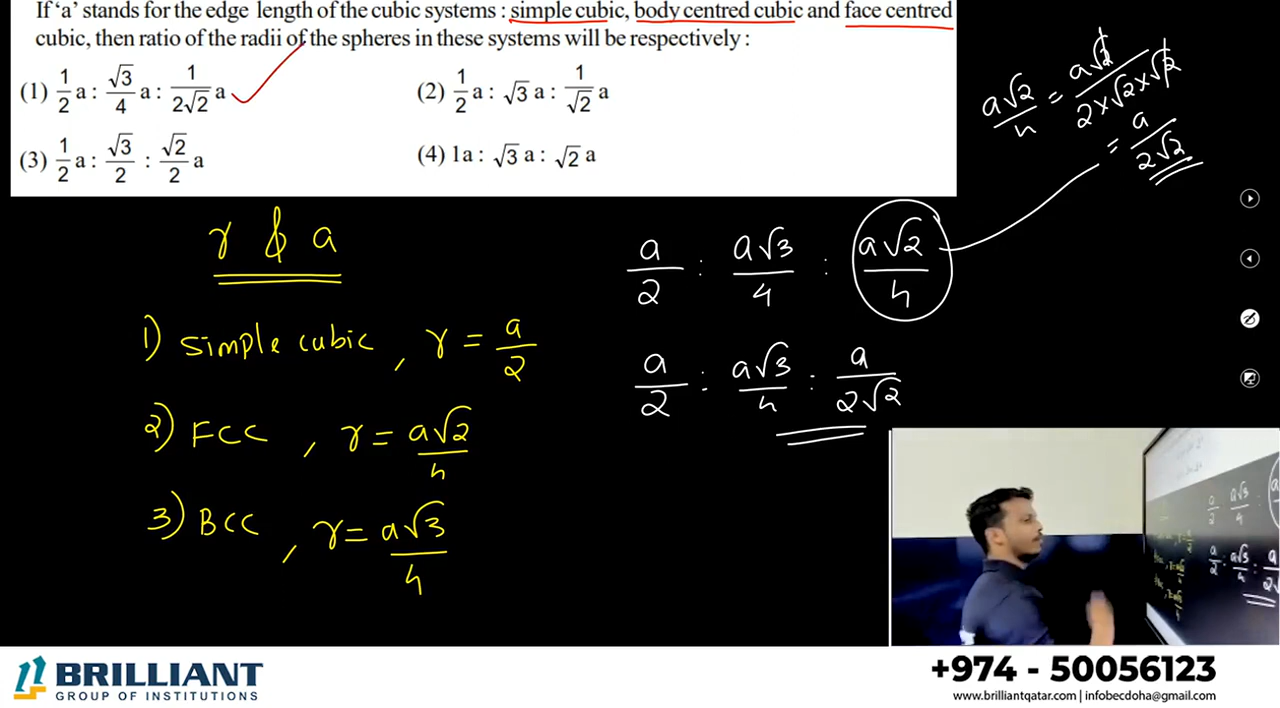 If 'a' stands for the edge length of the cubic systems : simple cubic, body centred cubic and face centred
cubic, then ratio of the radii of the spheres in these systems will be respectively :
(1) 1/2 a : √3/4 a : 1/2√2 a
(2) 1/2 a : √3 a : 1/√2 a
(3) 1/2 a : √3/2 : √2/2 a
(4) 1a : √3 a : √2 a
a√2/4 = a√2/2×√2×√2
= a/2√2
r & a
1) Simple cubic, r = a/2
2) FCC, r = a√2/4
3) BCC, r = a√3/4
a/2 : a√3/4 : a√2/4
a/2 : a√3/4 : a/2√2
BRILLIANT
GROUP OF INSTITUTIONS
+974 - 50056123
www.brilliantqatar.com | infobecdoha@gmail.com